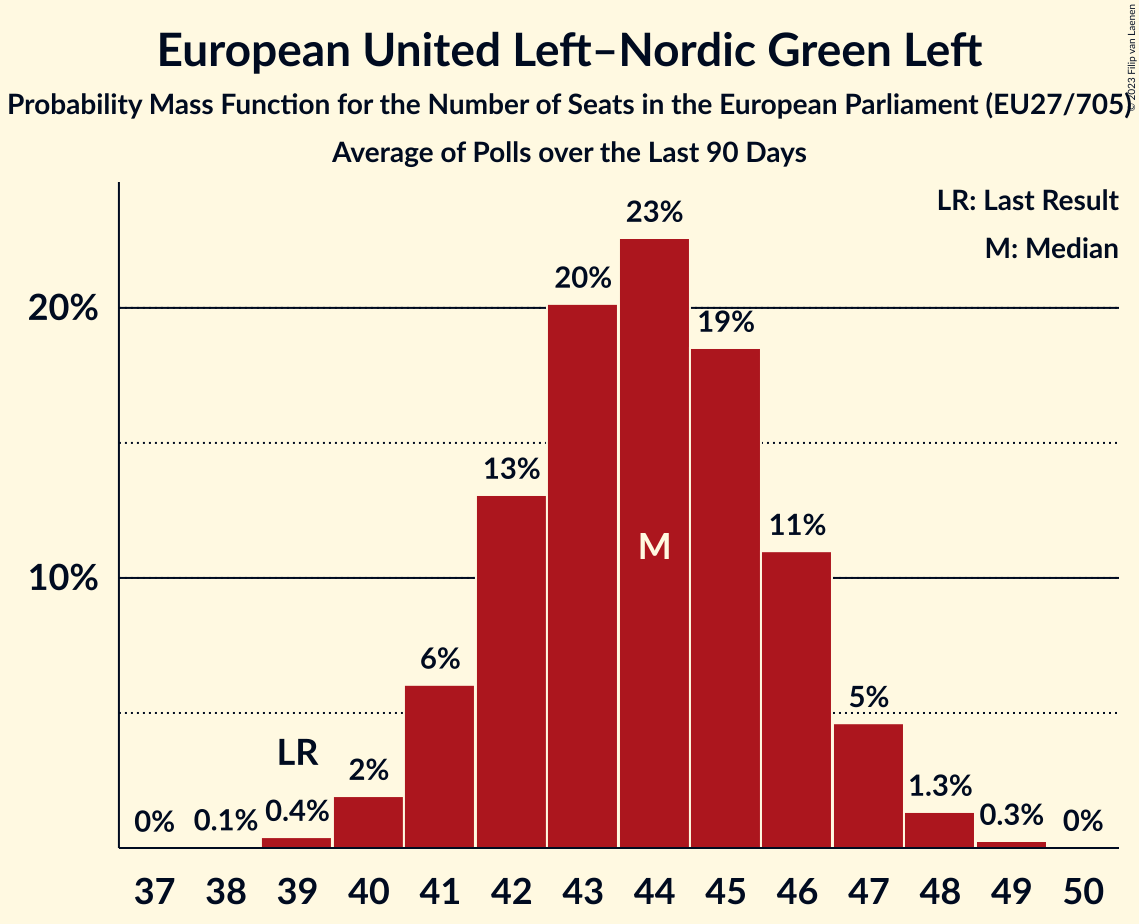 European United Left–Nordic Green Left
Probability Mass Function for the Number of Seats in the European Parliament (EU27/705)
Average of Polls over the Last 90 Days
© 2023 Filip van Laenen
LR: Last Result
M: Median
23%
20%
19%
20%
13%
11%
M
10%
6%
5%
LR
2%
1.3%
0% 0.1% 0.4% 0.3% 0%
37 38 39 40 41 42 43 44 45 46 47 48 49 50